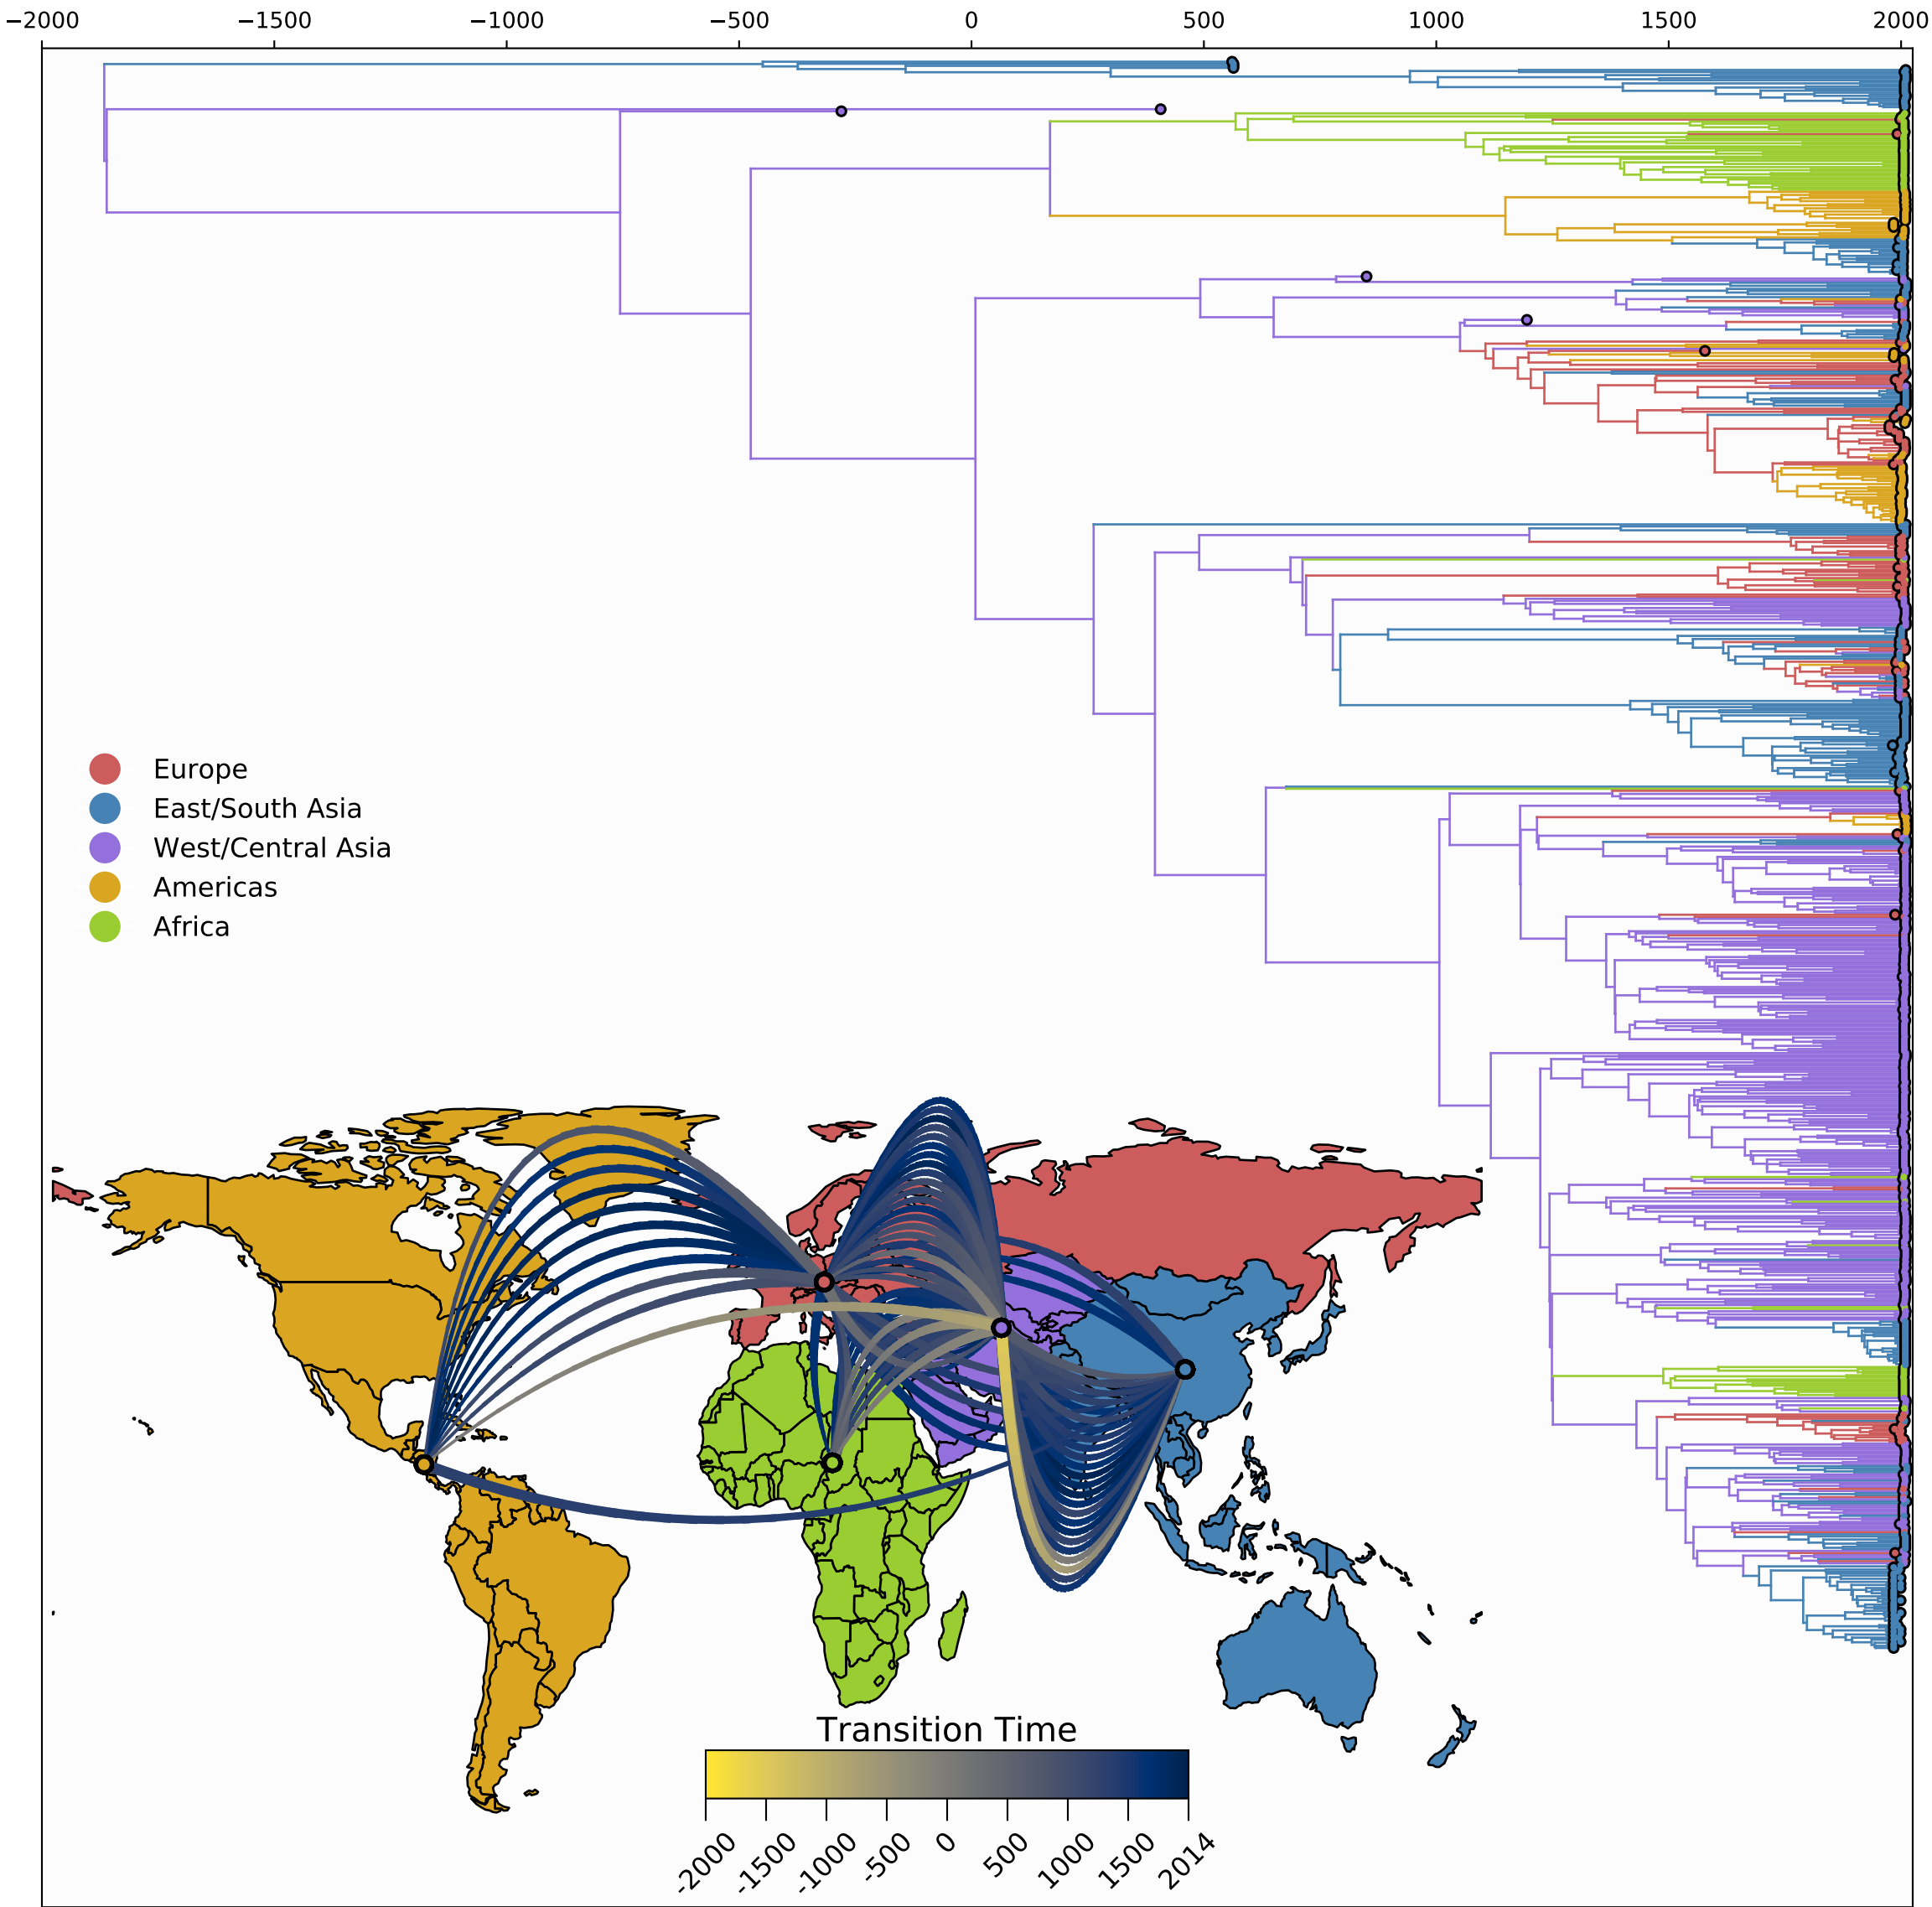 −2000 −1500 −1000 −500 0 500 1000 1500 2000
Europe
East/South Asia
West/Central Asia
Americas
Africa
Transition Time
-2000 -1500 -1000 -500 0 500 1000 1500 2014